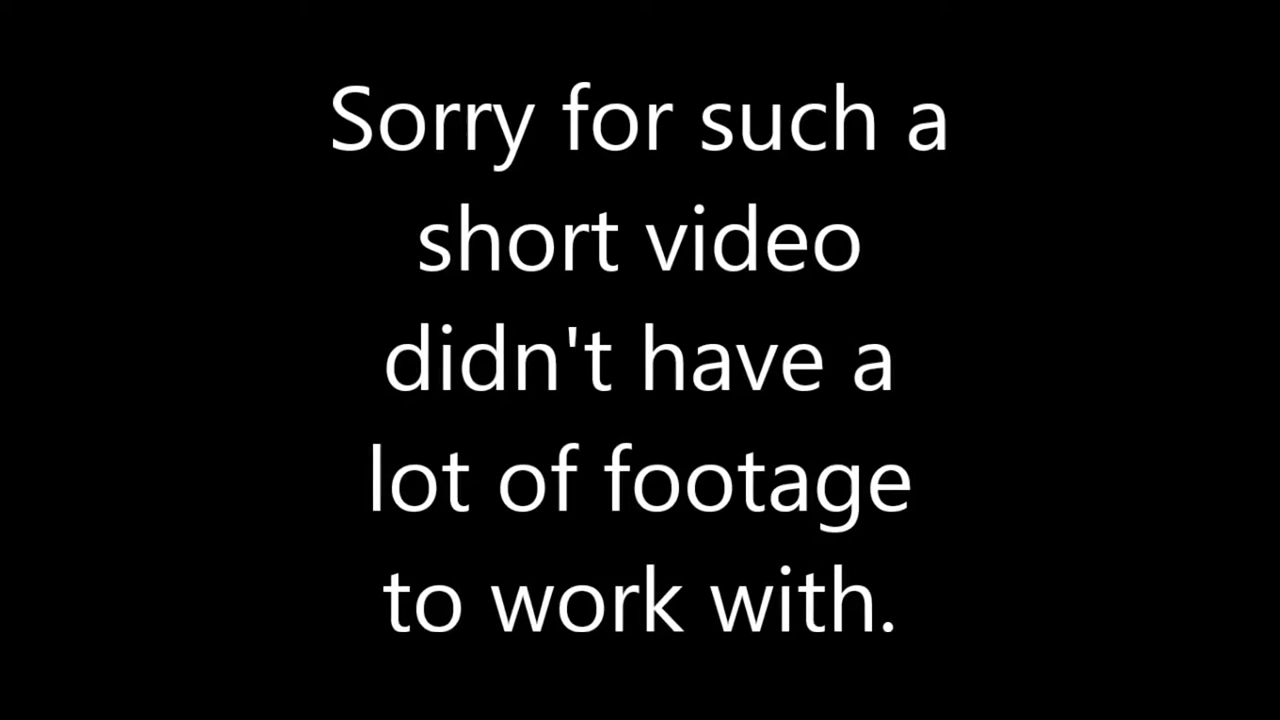 Sorry for such a
short video
didn't have a
lot of footage
to work with.